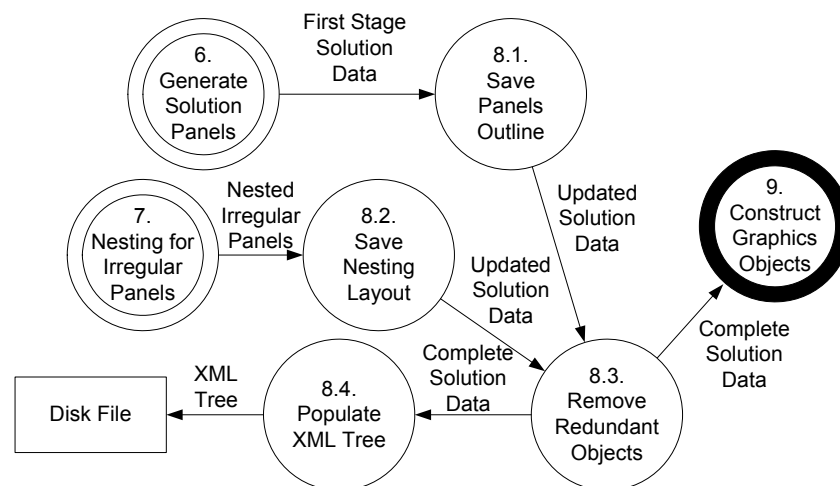 6.
Generate
Solution
Panels
First Stage
Solution
Data
8.1.
Save
Panels
Outline
7.
Nesting for
Irregular
Panels
Nested
Irregular
Panels
8.2.
Save
Nesting
Layout
Updated
Solution
Data
Updated
Solution
Data
9.
Construct
Graphics
Objects
Complete
Solution
Data
8.3.
Remove
Redundant
Objects
Complete
Solution
Data
8.4.
Populate
XML Tree
XML
Tree
Disk File